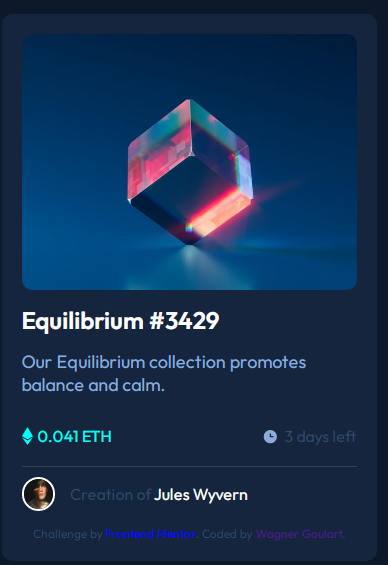 Equilibrium #3429
Our Equilibrium collection promotes
balance and calm.
0.041 ETH
3 days left
Creation of Jules Wyvern
Challenge by Frontend Mentor. Coded by Wagner Goulart.